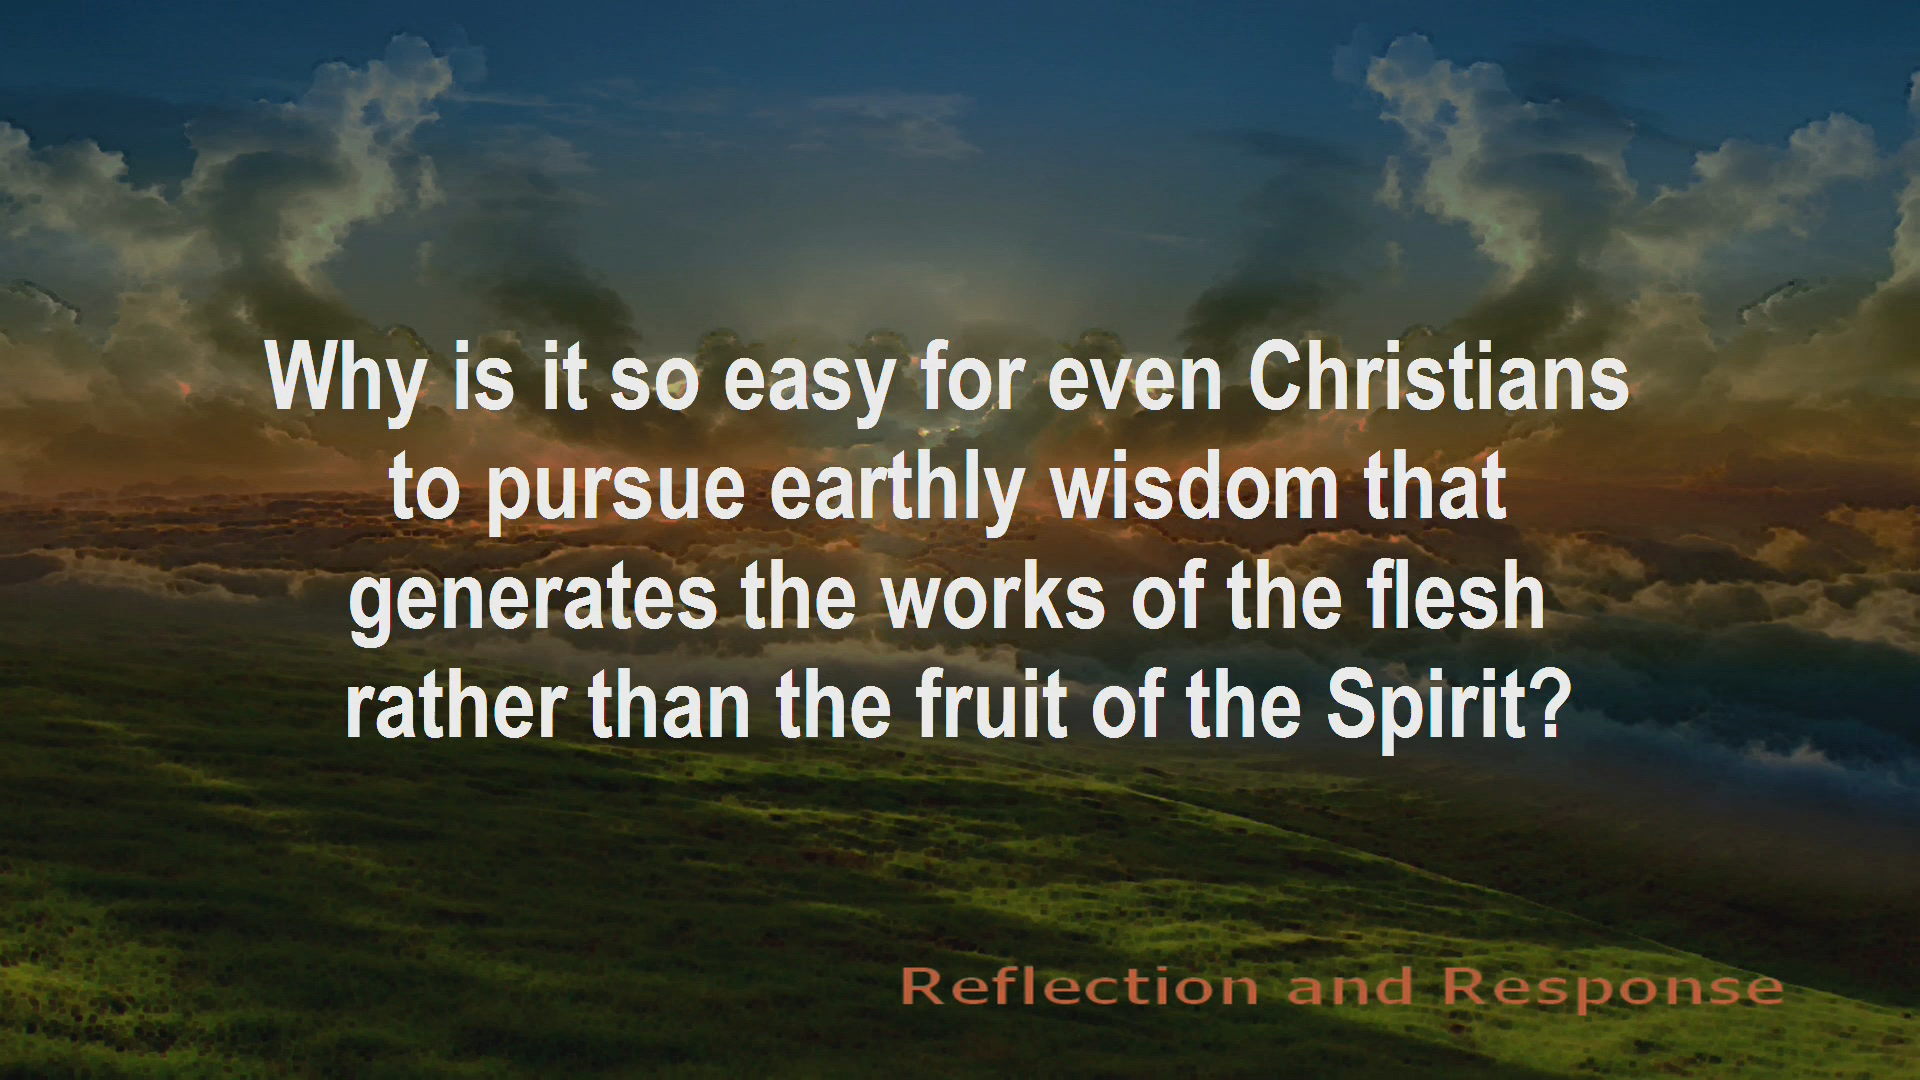 Why is it so easy for even Christians
to pursue earthly wisdom that
generates the works of the flesh
rather than the fruit of the Spirit?
Reflection and Response